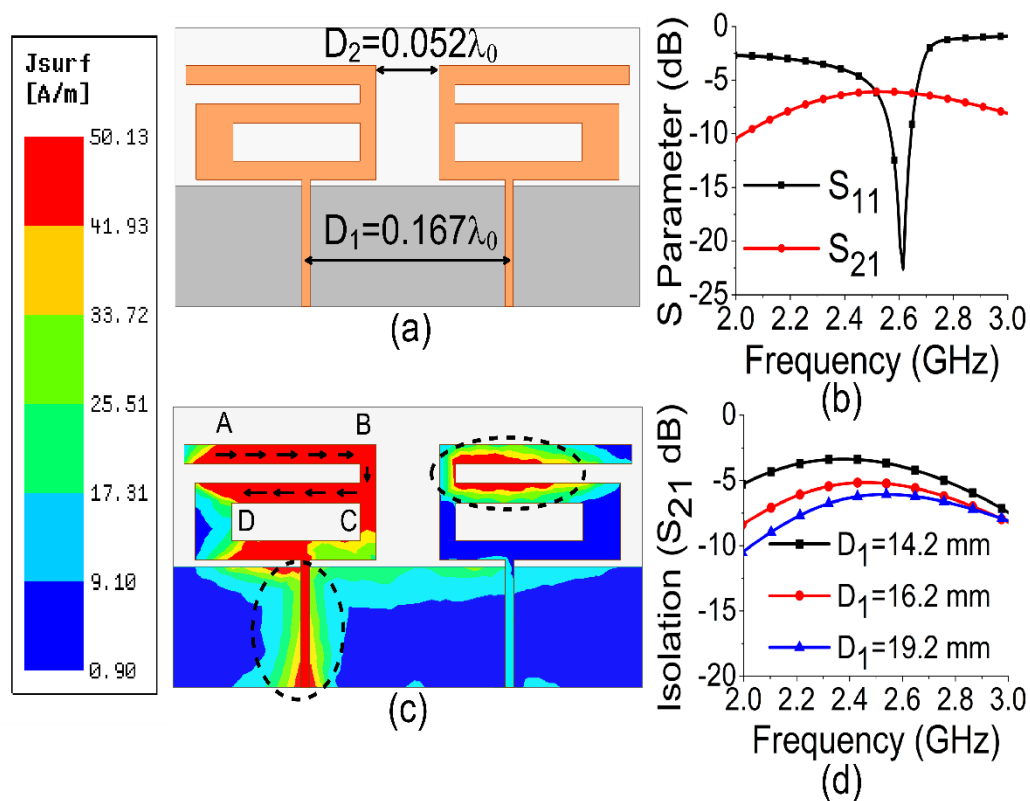 Jsurf
[A/m]
50.13
41.93
33.72
25.51
17.31
9.10
0.90
D2=0.052λ0
D1=0.167λ0
(a)
S Parameter (dB)
0
-5
-10
-15
-20
-25
S11
S21
2.0 2.2 2.4 2.6 2.8 3.0
Frequency (GHz)
(b)
A B
D C
(c)
Isolation (S21 dB)
0
-5
-10
-15
-20
D1=14.2 mm
D1=16.2 mm
D1=19.2 mm
2.0 2.2 2.4 2.6 2.8 3.0
Frequency (GHz)
(d)